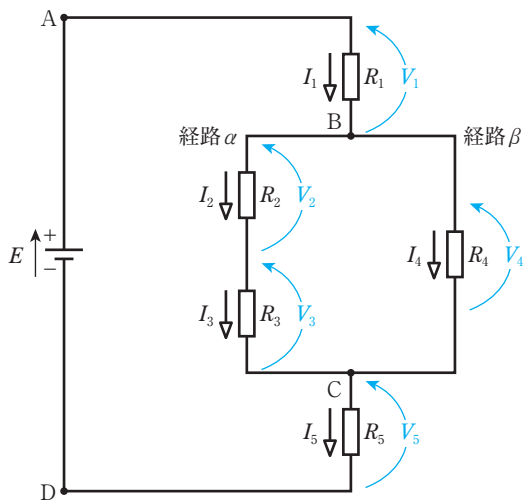 A
I₁ R₁ V₁
B
経路α 経路β
I₂ R₂ V₂
E + −
I₄ R₄ V₄
I₃ R₃ V₃
C
I₅ R₅ V₅
D